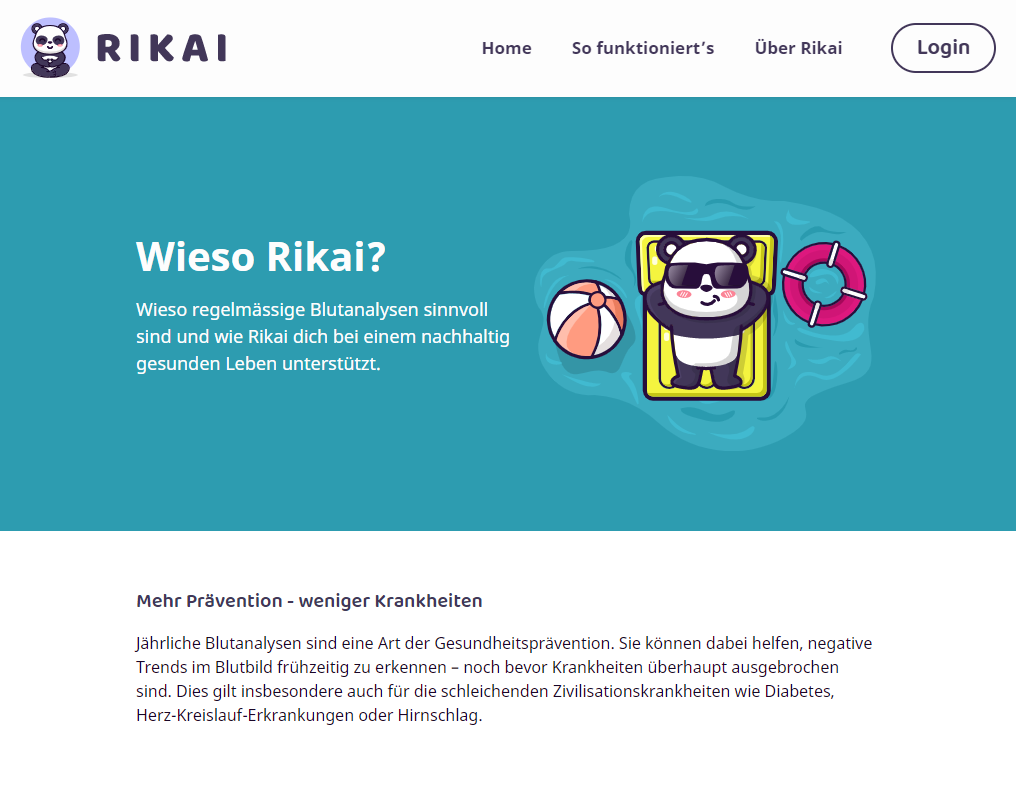 RIKAI
Home
So funktioniert’s
Über Rikai
Login
Wieso Rikai?
Wieso regelmässige Blutanalysen sinnvoll
sind und wie Rikai dich bei einem nachhaltig
gesunden Leben unterstützt.
Mehr Prävention - weniger Krankheiten
Jährliche Blutanalysen sind eine Art der Gesundheitsprävention. Sie können dabei helfen, negative
Trends im Blutbild frühzeitig zu erkennen – noch bevor Krankheiten überhaupt ausgebrochen
sind. Dies gilt insbesondere auch für die schleichenden Zivilisationskrankheiten wie Diabetes,
Herz-Kreislauf-Erkrankungen oder Hirnschlag.